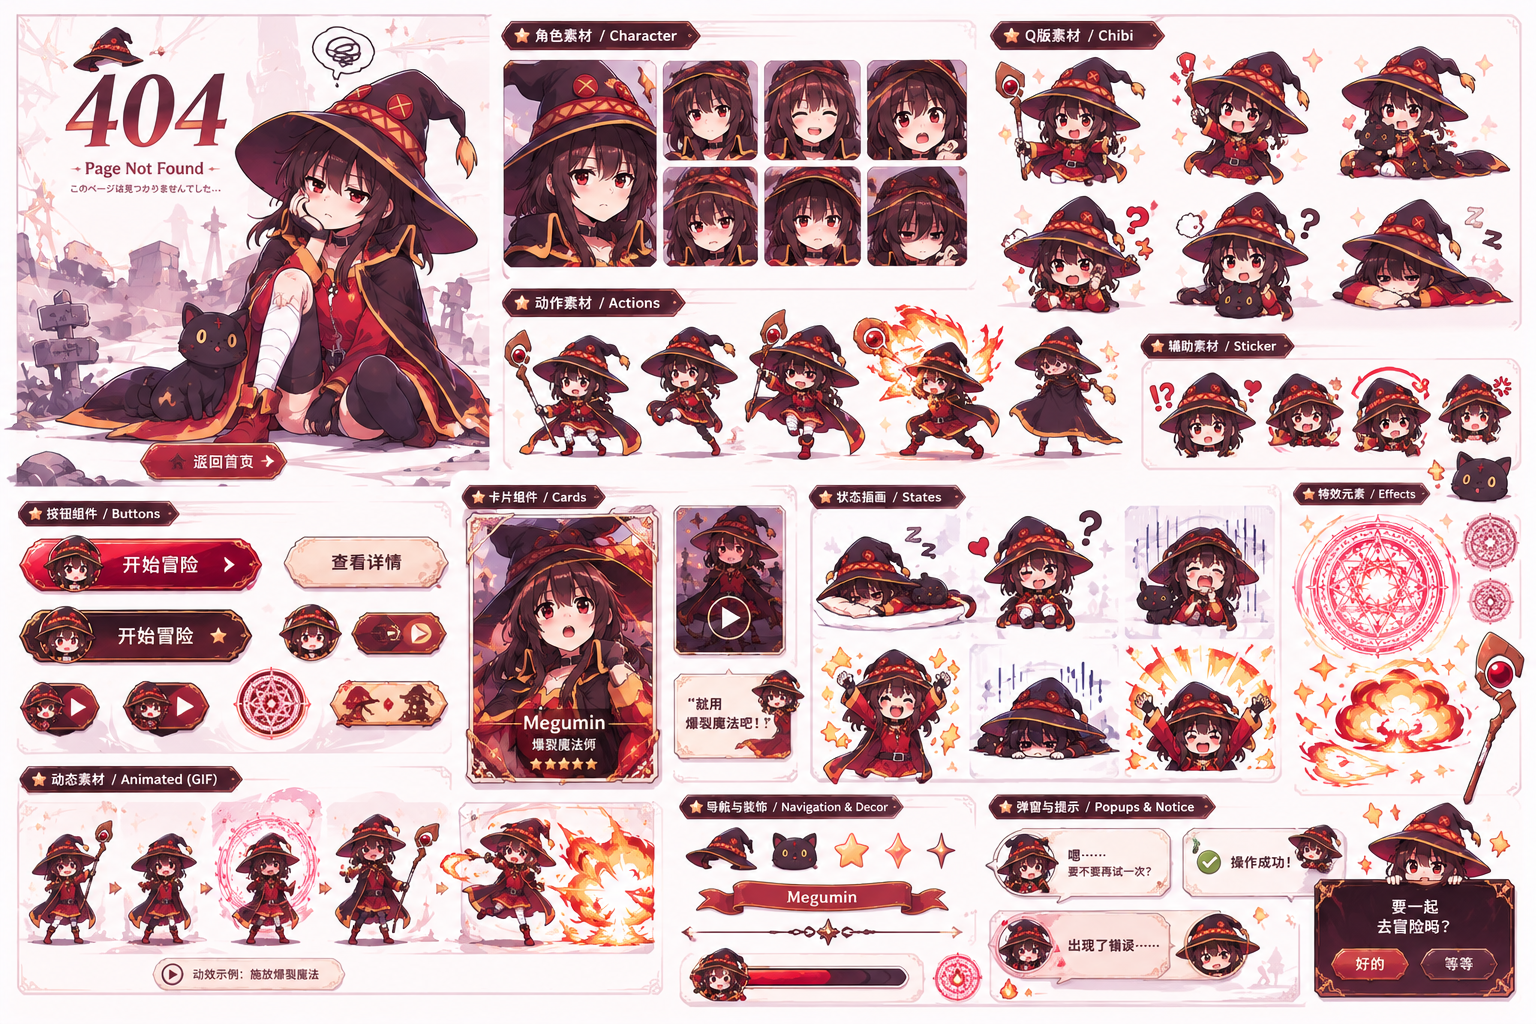 404
Page Not Found
このページは見つかりませんでした…
返回首页
角色素材 / Character
Q版素材 / Chibi
?
?
z
z
动作素材 / Actions
辅助素材 / Sticker
!?
按钮组件 / Buttons
开始冒险
查看详情
开始冒险
卡片组件 / Cards
Megumin
爆裂魔法师
“就用
爆裂魔法吧!”
状态插画 / States
z
z
?
特效元素 / Effects
动态素材 / Animated (GIF)
动效示例：施放爆裂魔法
导航与装饰 / Navigation & Decor
Megumin
弹窗与提示 / Popups & Notice
嗯……
要不要再试一次?
操作成功!
出现了错误……
要一起
去冒险吗?
好的
等等